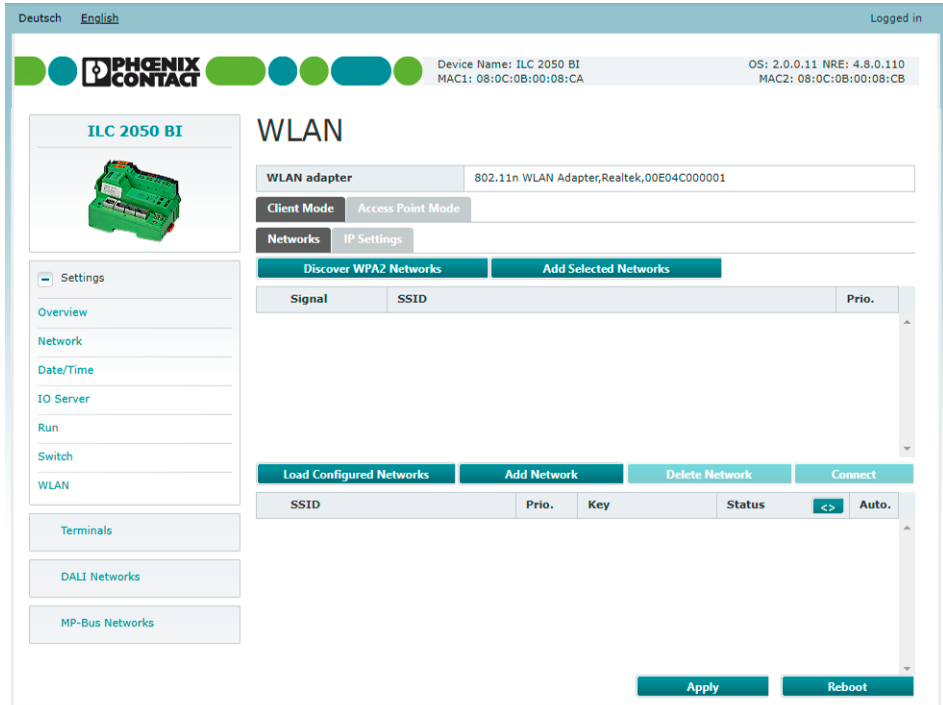 Deutsch English Logged in
PHŒNIX CONTACT
Device Name: ILC 2050 BI OS: 2.0.0.11 NRE: 4.8.0.110
MAC1: 08:0C:0B:00:08:CA MAC2: 08:0C:0B:00:08:CB
ILC 2050 BI
WLAN
WLAN adapter 802.11n WLAN Adapter,Realtek,00E04C000001
Client Mode Access Point Mode
Networks IP Settings
Discover WPA2 Networks Add Selected Networks
Signal SSID Prio.
Settings
Overview
Network
Date/Time
IO Server
Run
Switch
WLAN
Terminals
DALI Networks
MP-Bus Networks
Load Configured Networks Add Network Delete Network Connect
SSID Prio. Key Status <> Auto.
Apply Reboot